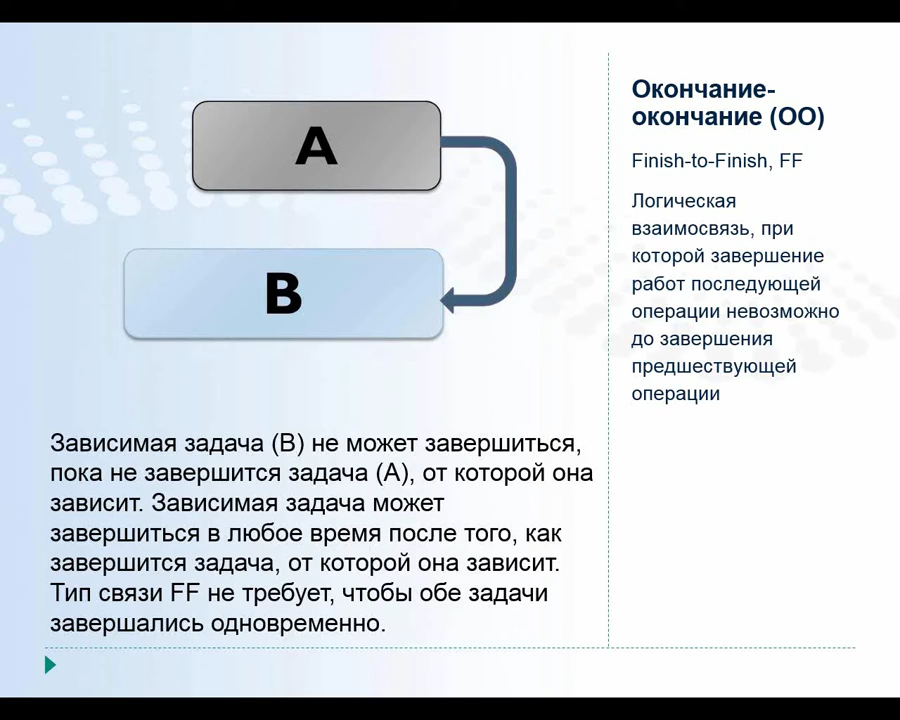 A
B
Окончание-
окончание (ОО)
Finish-to-Finish, FF
Логическая
взаимосвязь, при
которой завершение
работ последующей
операции невозможно
до завершения
предшествующей
операции
Зависимая задача (B) не может завершиться,
пока не завершится задача (A), от которой она
зависит. Зависимая задача может
завершиться в любое время после того, как
завершится задача, от которой она зависит.
Тип связи FF не требует, чтобы обе задачи
завершались одновременно.